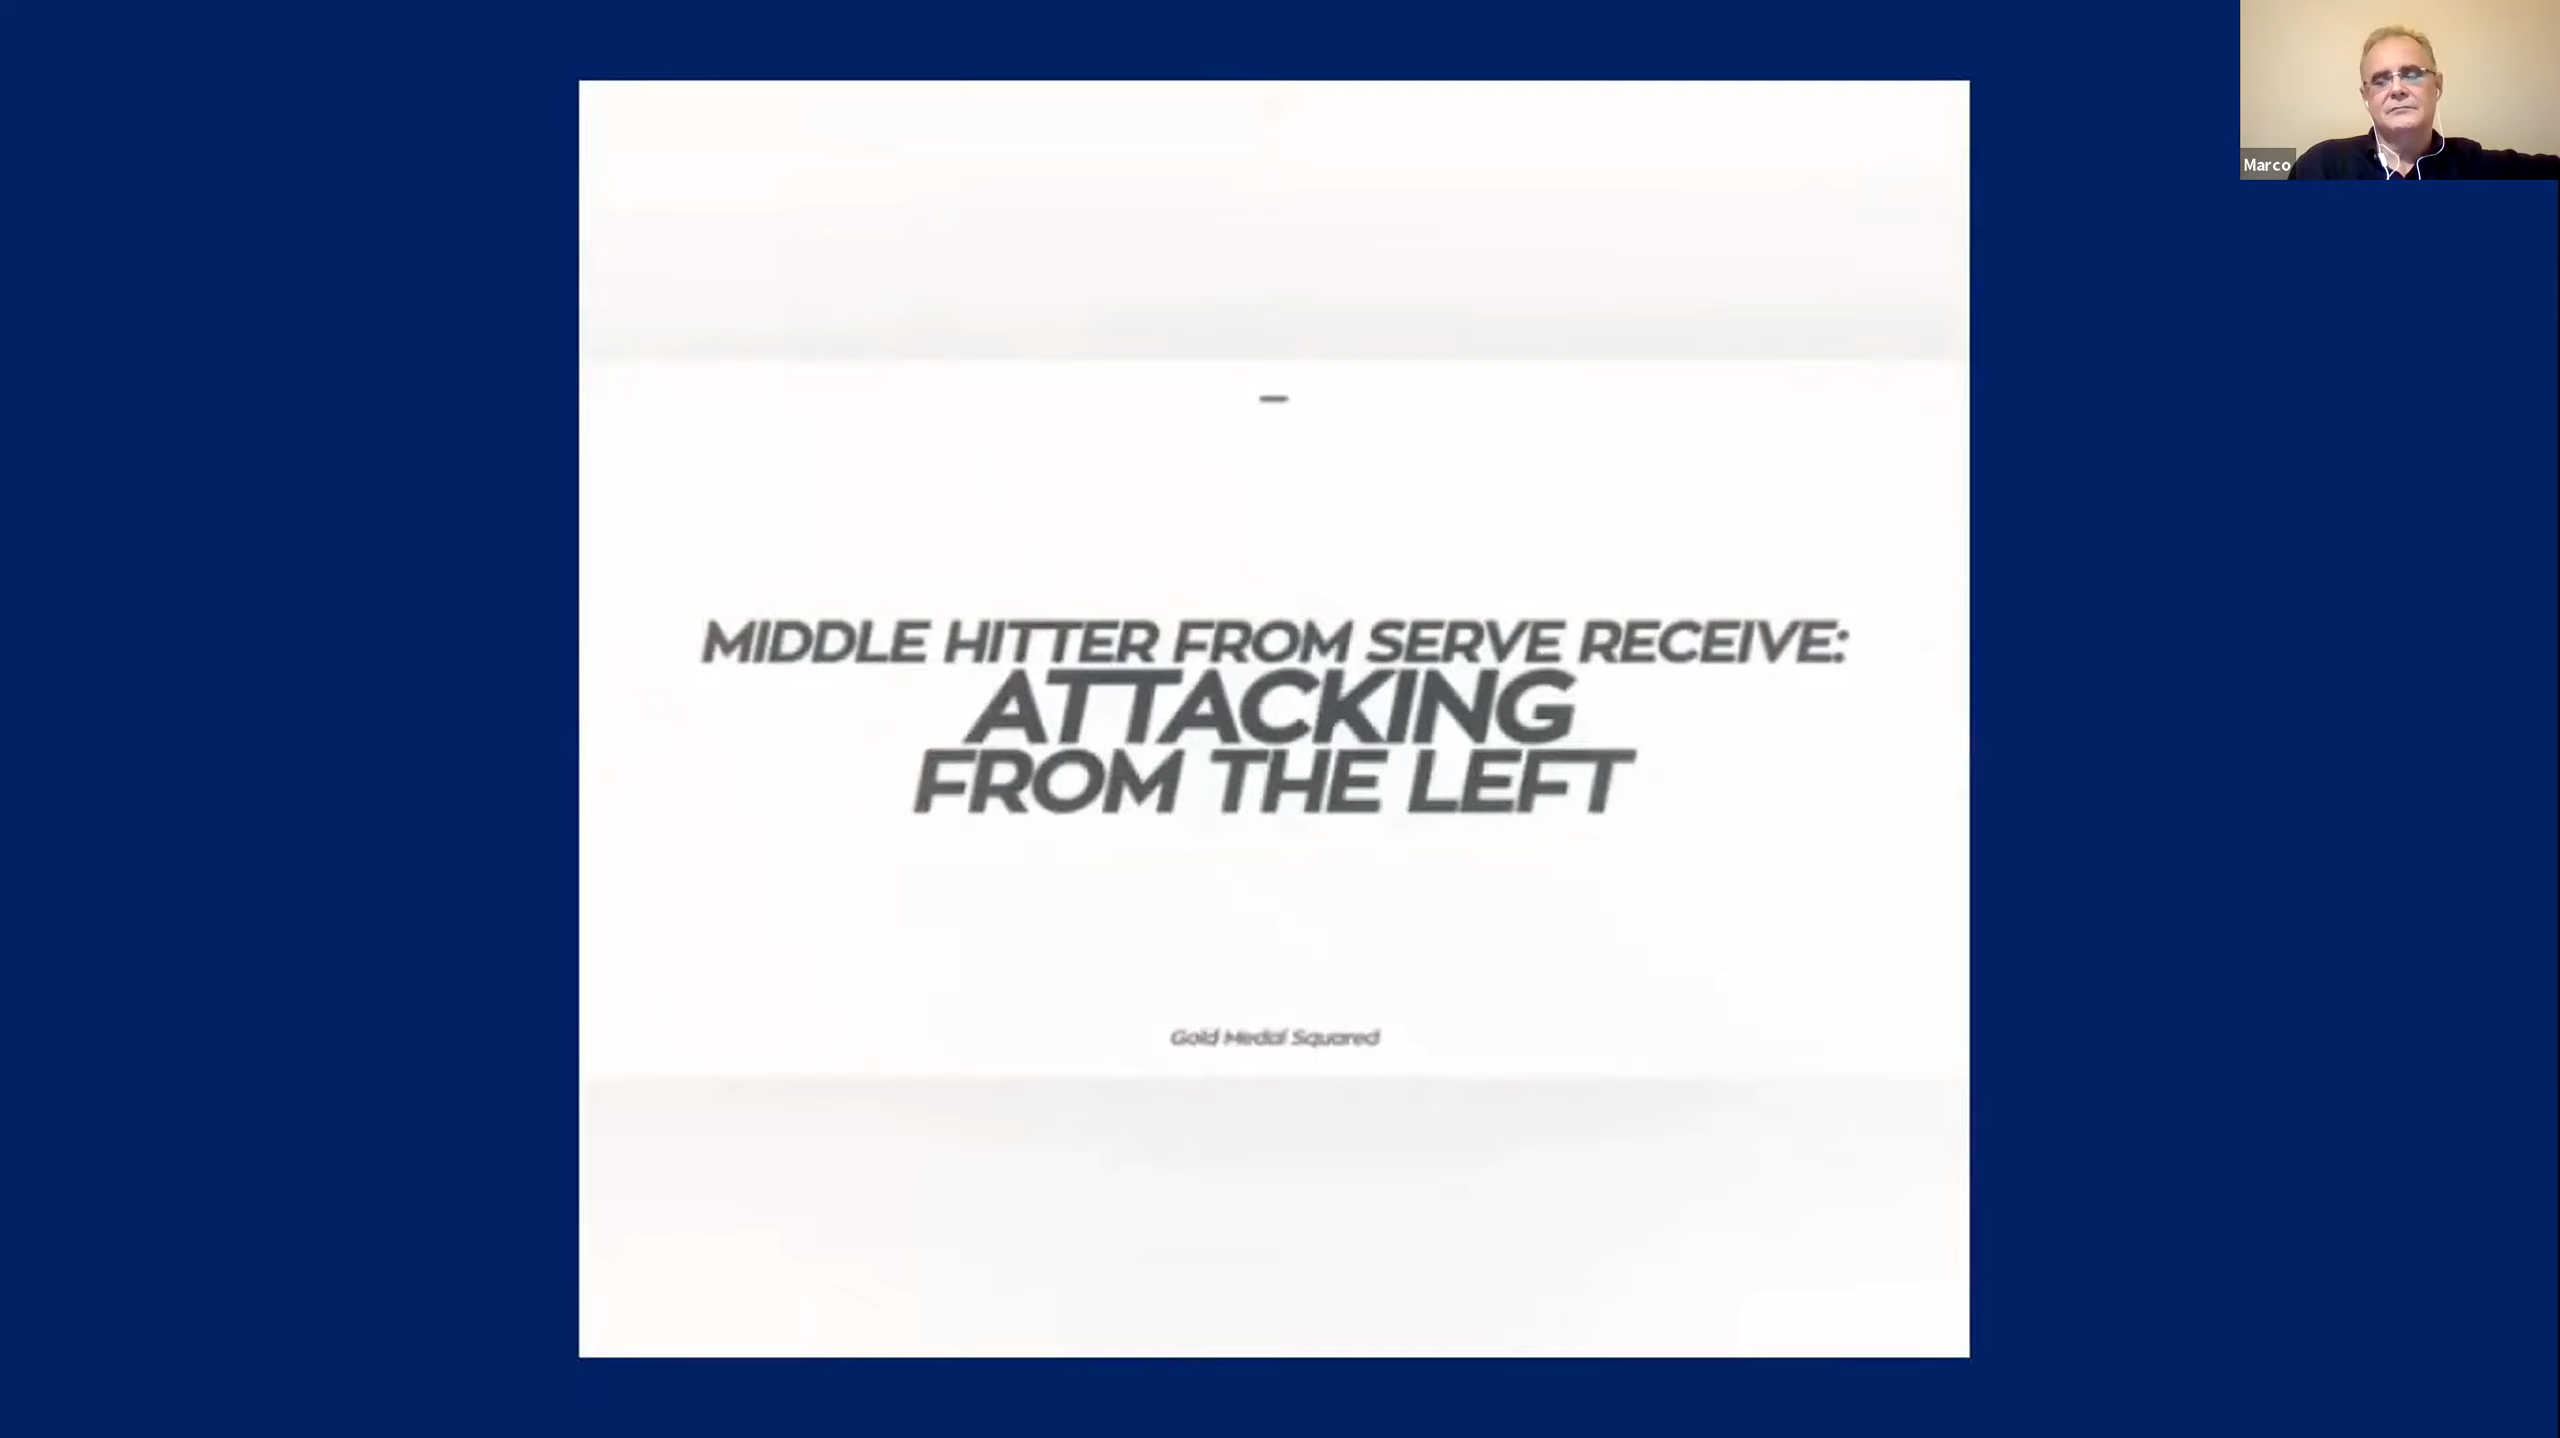 Marco
MIDDLE HITTER FROM SERVE RECEIVE:
ATTACKING
FROM THE LEFT
Gold Medal Squared